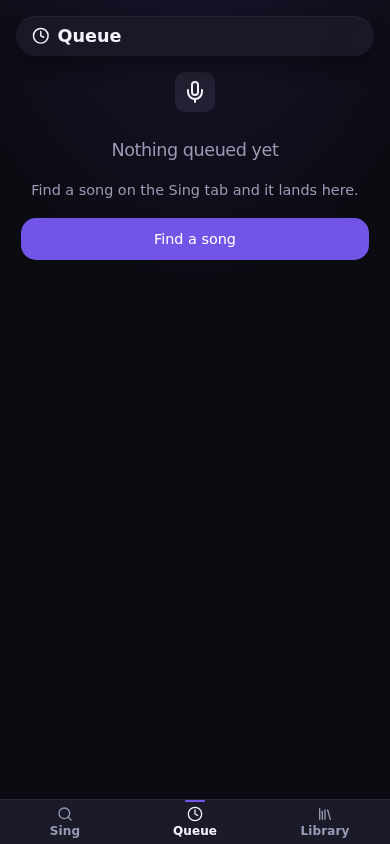 Queue
Nothing queued yet
Find a song on the Sing tab and it lands here.
Find a song
Sing
Queue
Library